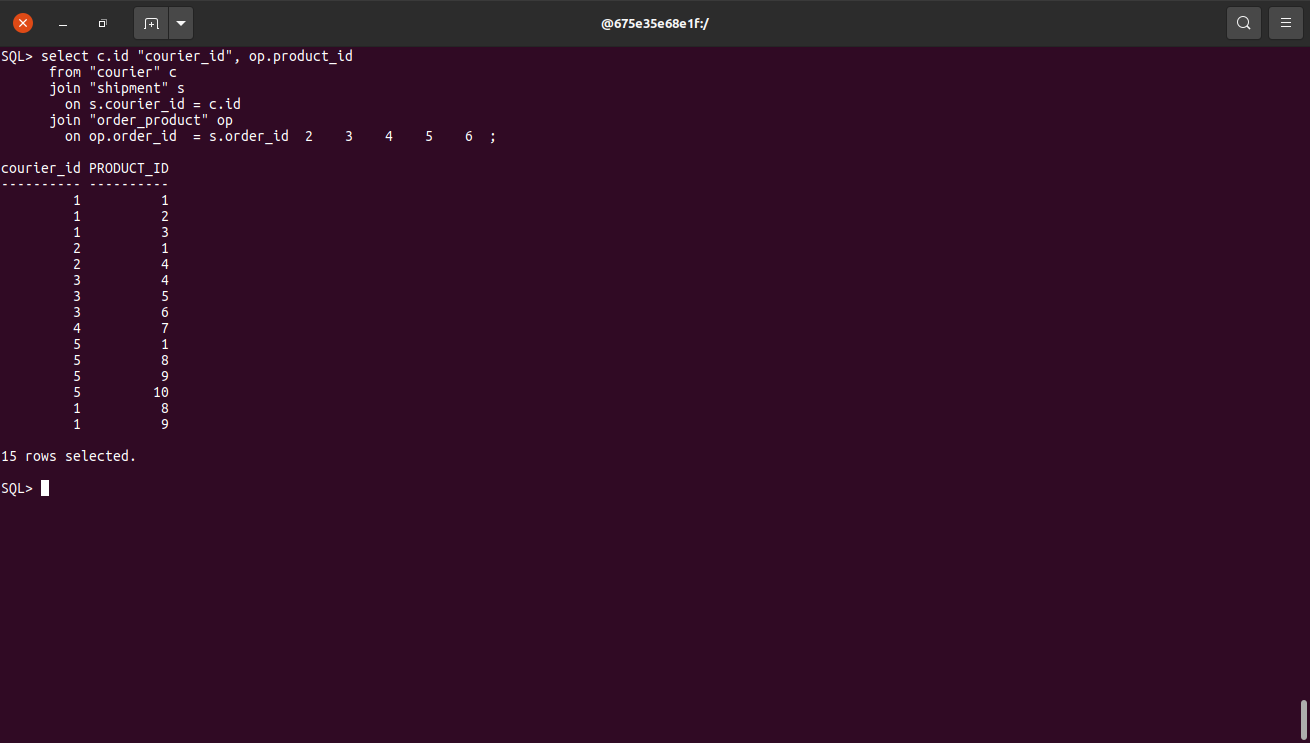 @675e35e68e1f:/
SQL> select c.id "courier_id", op.product_id
      from "courier" c
      join "shipment" s
        on s.courier_id = c.id
      join "order_product" op
        on op.order_id  = s.order_id  2    3    4    5    6  ;
courier_id PRODUCT_ID
---------- ----------
         1          1
         1          2
         1          3
         2          1
         2          4
         3          4
         3          5
         3          6
         4          7
         5          1
         5          8
         5          9
         5         10
         1          8
         1          9
15 rows selected.
SQL>